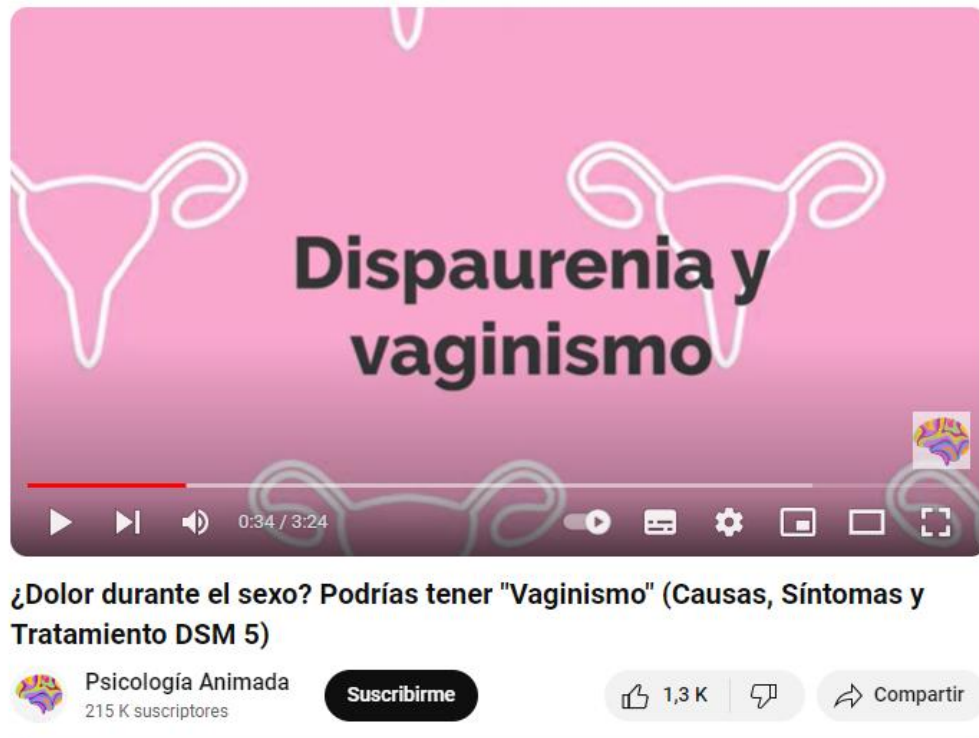 Dispaurenia y
vaginismo
0:34 / 3:24
¿Dolor durante el sexo? Podrías tener "Vaginismo" (Causas, Síntomas y
Tratamiento DSM 5)
Psicología Animada
215 K suscriptores
Suscribirme
1,3 K
Compartir